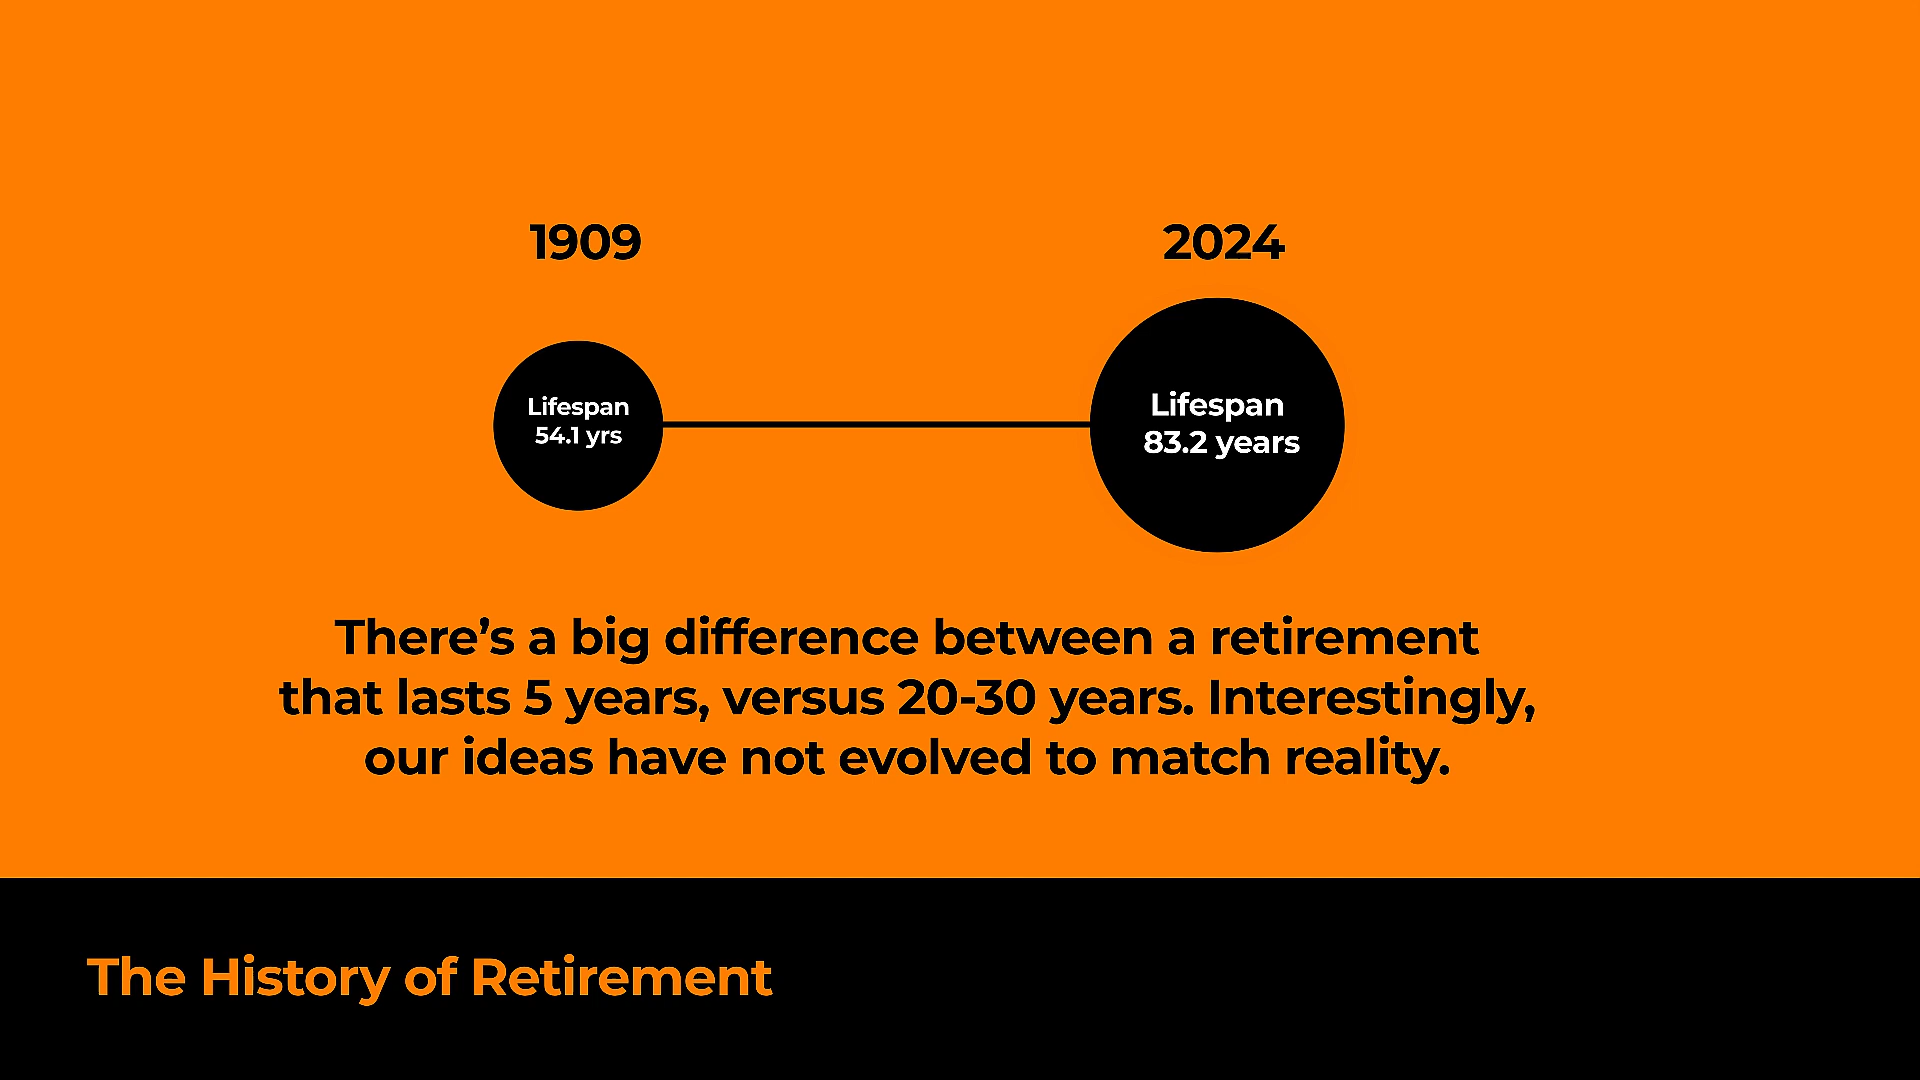 1909
2024
Lifespan
54.1 yrs
Lifespan
83.2 years
There’s a big difference between a retirement
that lasts 5 years, versus 20-30 years. Interestingly,
our ideas have not evolved to match reality.
The History of Retirement